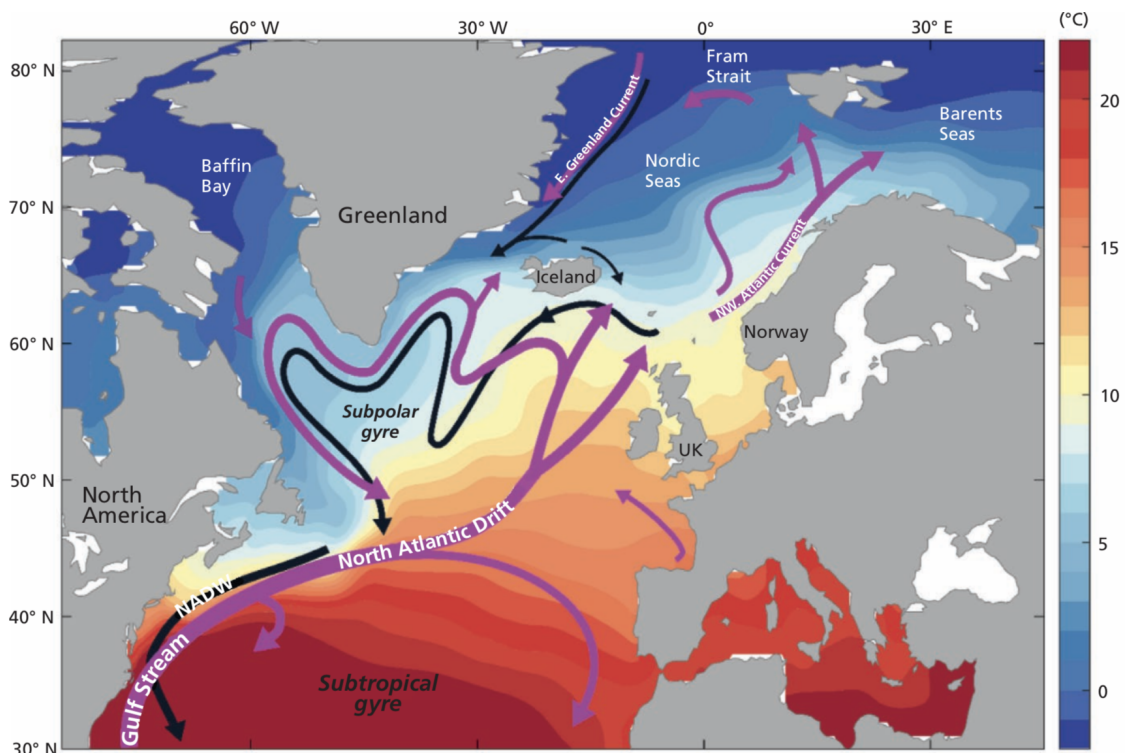 60° W
30° W
0°
30° E
(°C)
80° N
70° N
60° N
50° N
40° N
30° N
Fram
Strait
Barents
Seas
E. Greenland Current
Baffin
Bay
Nordic
Seas
Greenland
Iceland
NW. Atlantic Current
Norway
Subpolar
gyre
UK
North
America
North Atlantic Drift
NADW
Gulf Stream
Subtropical
gyre
20
15
10
5
0